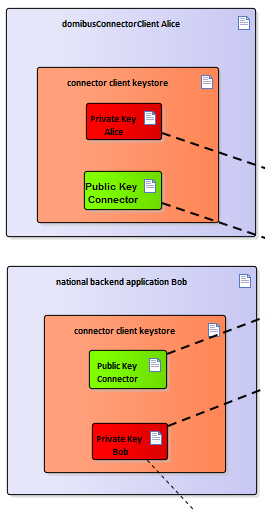 domibusConnectorClient Alice
connector client keystore
Private Key
Alice
Public Key
Connector
national backend application Bob
connector client keystore
Public Key
Connector
Private Key
Bob